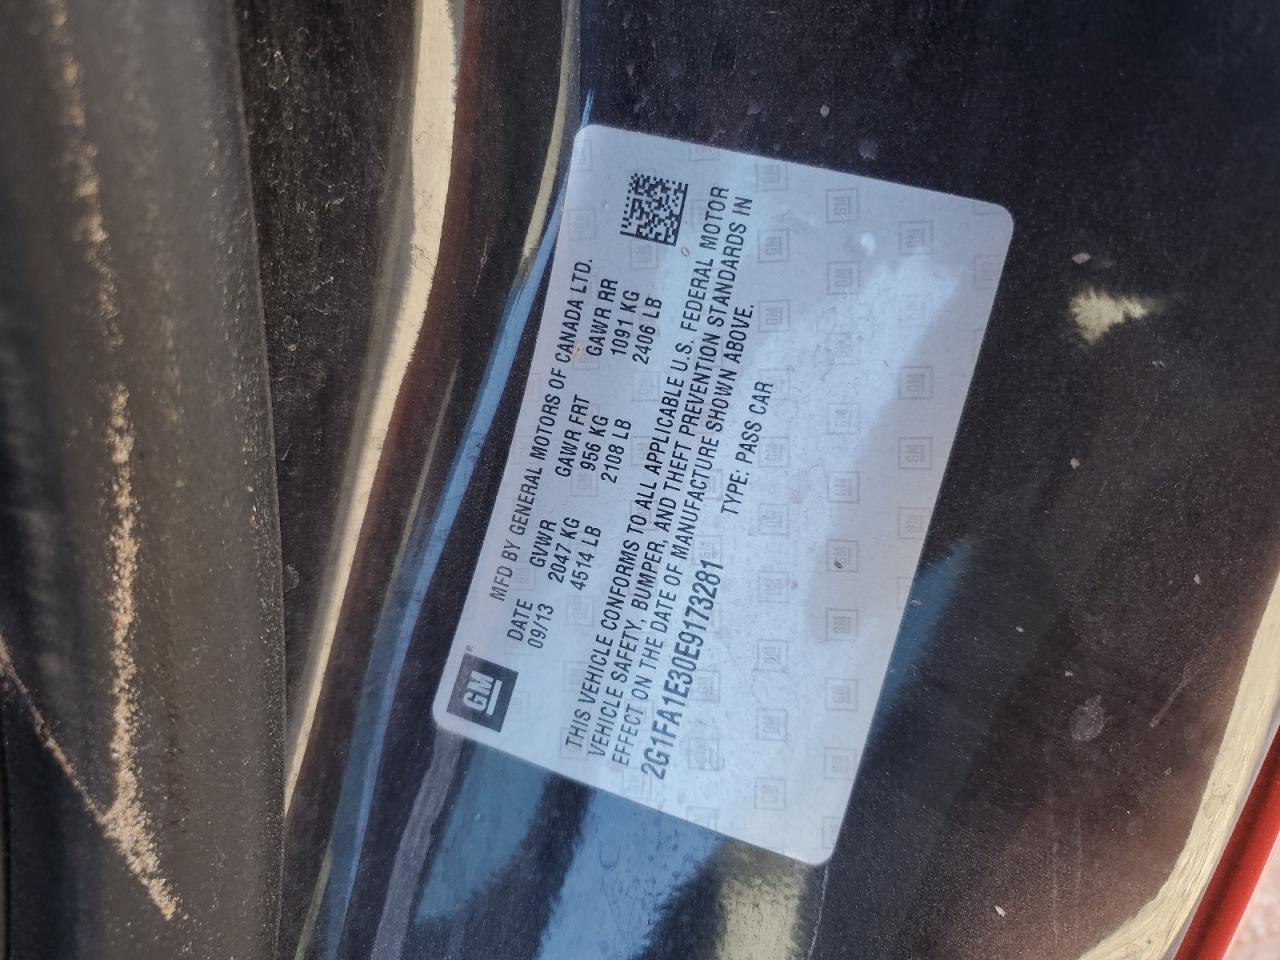 GM®
MFD BY GENERAL MOTORS OF CANADA LTD.
DATE GVWR GAWR FRT GAWR RR
09/13 2047 KG 956 KG 1091 KG
4514 LB 2108 LB 2406 LB
THIS VEHICLE CONFORMS TO ALL APPLICABLE U.S. FEDERAL MOTOR
VEHICLE SAFETY, BUMPER, AND THEFT PREVENTION STANDARDS IN
EFFECT ON THE DATE OF MANUFACTURE SHOWN ABOVE.
2G1FA1E30E9173281 TYPE: PASS CAR